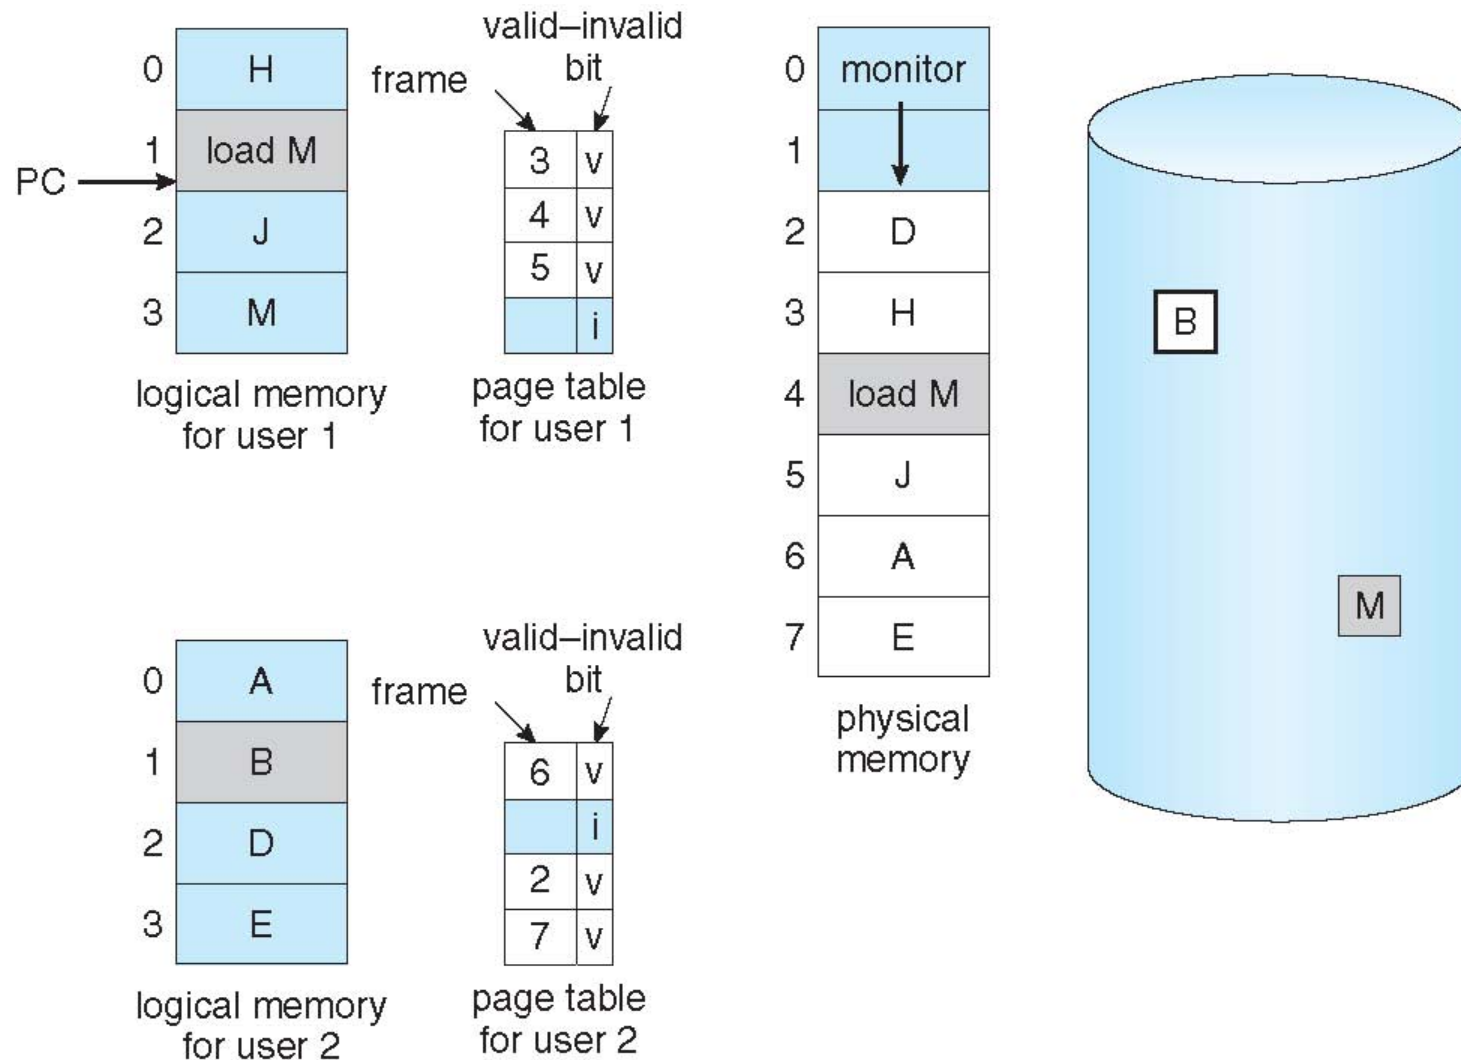 0 H
1 load M
PC
2 J
3 M
logical memory
for user 1
frame
valid–invalid
bit
3 v
4 v
5 v
i
page table
for user 1
0 A
1 B
2 D
3 E
logical memory
for user 2
frame
valid–invalid
bit
6 v
i
2 v
7 v
page table
for user 2
0 monitor
1
2 D
3 H
4 load M
5 J
6 A
7 E
physical
memory
B
M